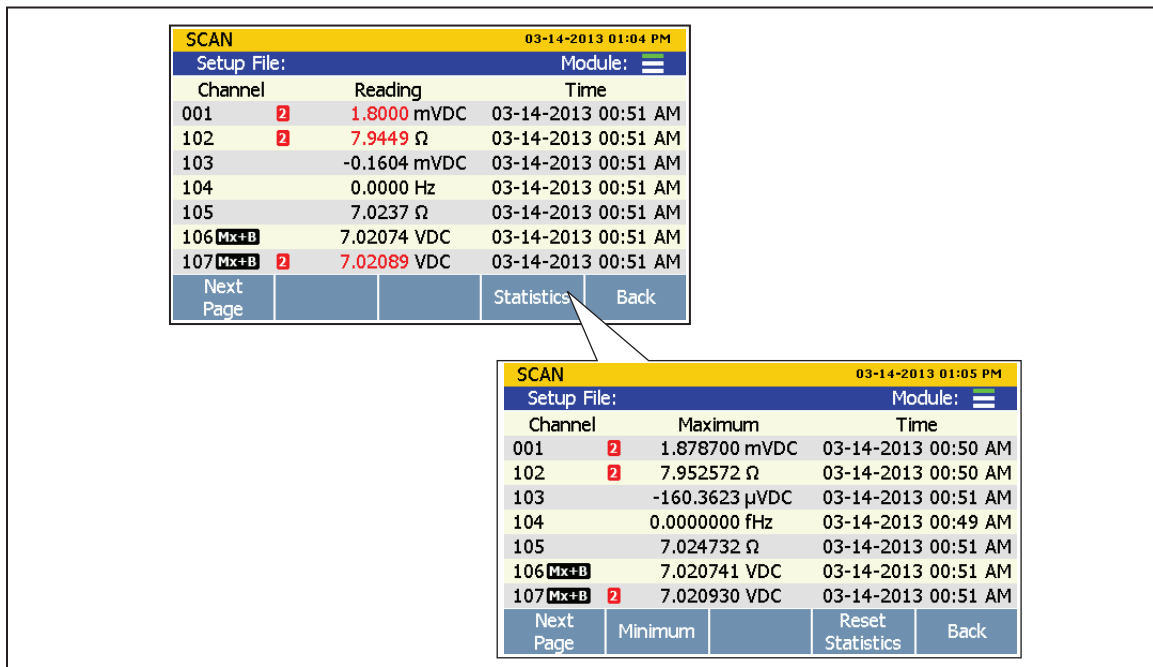 SCAN 03-14-2013 01:04 PM
Setup File: Module:
Channel Reading Time
001 2 1.8000 mVDC 03-14-2013 00:51 AM
102 2 7.9449 Ω 03-14-2013 00:51 AM
103 -0.1604 mVDC 03-14-2013 00:51 AM
104 0.0000 Hz 03-14-2013 00:51 AM
105 7.0237 Ω 03-14-2013 00:51 AM
106 Mx+B 7.02074 VDC 03-14-2013 00:51 AM
107 Mx+B 2 7.02089 VDC 03-14-2013 00:51 AM
Next Statistics Back
Page
SCAN 03-14-2013 01:05 PM
Setup File: Module:
Channel Maximum Time
001 2 1.878700 mVDC 03-14-2013 00:50 AM
102 2 7.952572 Ω 03-14-2013 00:50 AM
103 -160.3623 µVDC 03-14-2013 00:51 AM
104 0.0000000 fHz 03-14-2013 00:49 AM
105 7.024732 Ω 03-14-2013 00:51 AM
106 Mx+B 7.020741 VDC 03-14-2013 00:51 AM
107 Mx+B 2 7.020930 VDC 03-14-2013 00:51 AM
Next Minimum Reset Back
Page Statistics